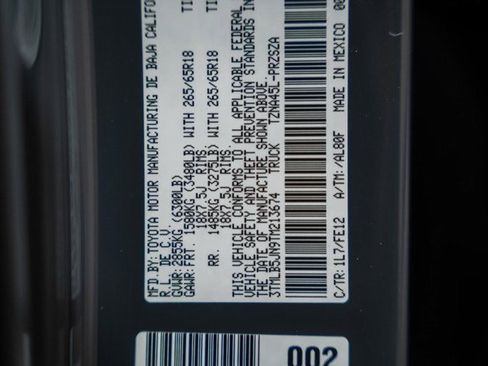 MFD.BY: TOYOTA MOTOR MANUFACTURING DE BAJA CALIFO
R.L. DE C.V.
GVWR: 2855KG (6300LB)
GAWR: FRT. 1580KG (3480LB) WITH 265/65R18 TI
18X7.5J RIMS,
RR. 1485KG (3275LB) WITH 265/65R18 TI
18X7.5J RIMS,
THIS VEHICLE CONFORMS TO ALL APPLICABLE FEDERAL
VEHICLE SAFETY AND THEFT PREVENTION STANDARDS IN
THE DATE OF MANUFACTURE SHOWN ABOVE.
3TMLB5JN9TM213674 TRUCK TZNA45L-PRZSZA
C/TR: 1L7/FE12 A/TM: /AL80F MADE IN MEXICO 00
002